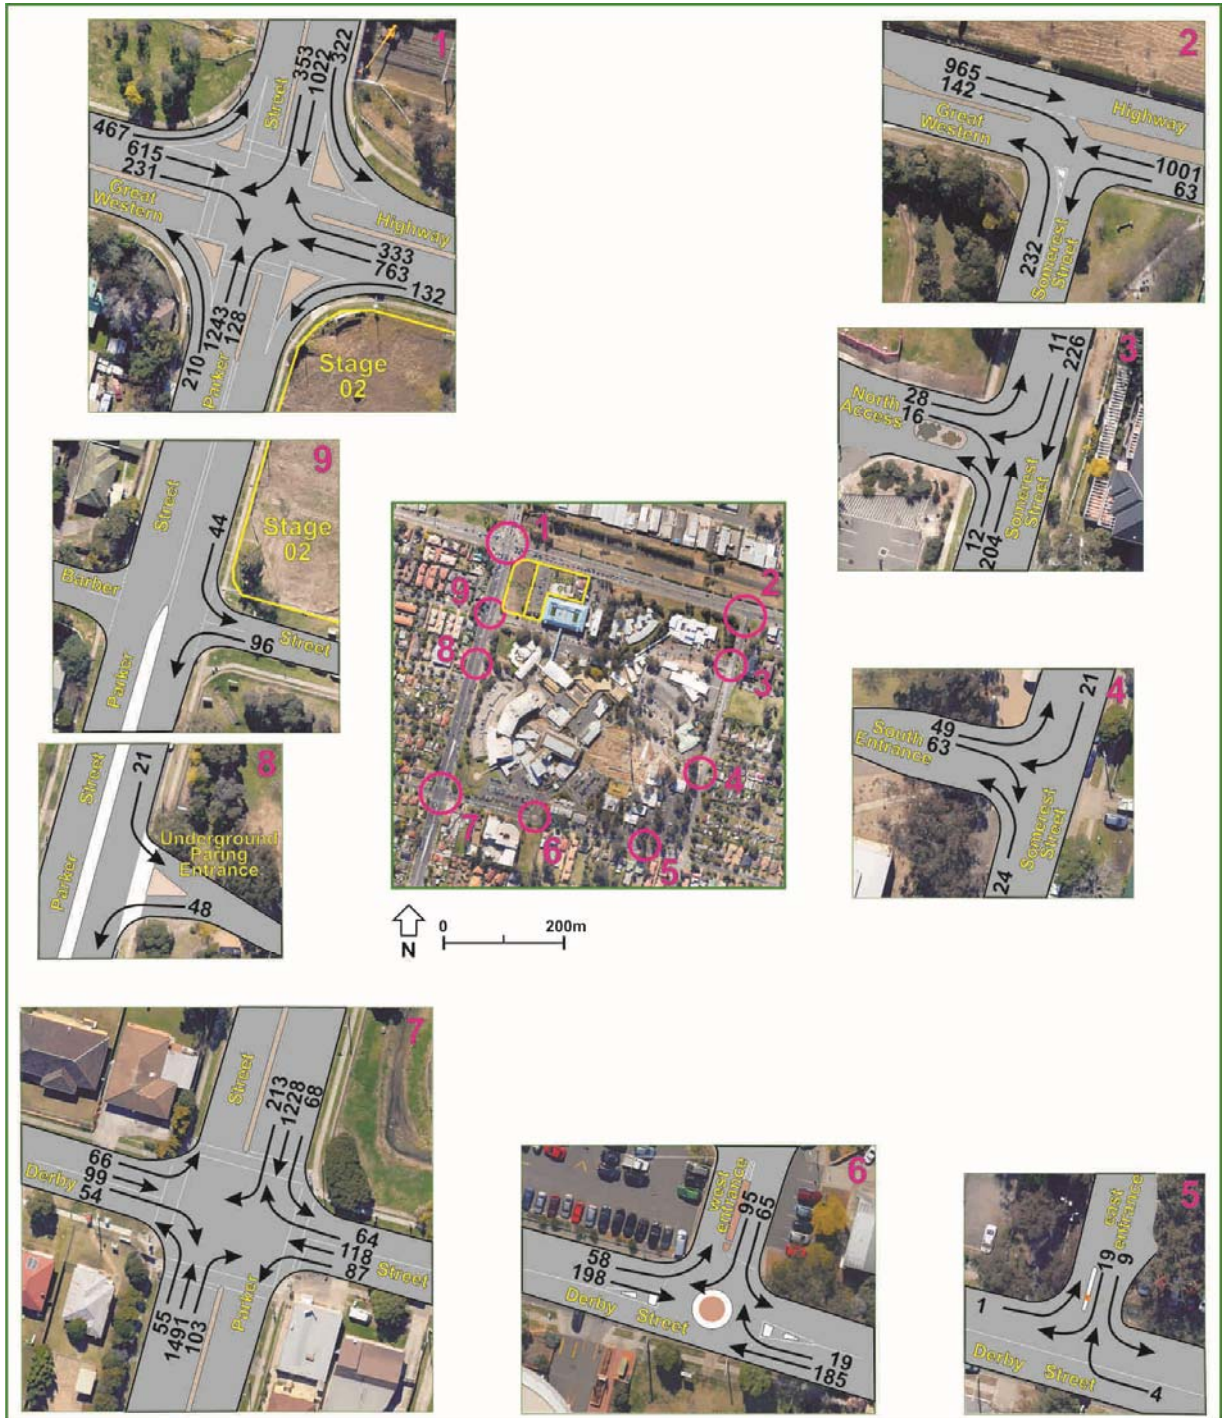 1
353
1022
322
Street
467
615
231
Great
Western
Highway
333
763
132
210
1243
128
Parker
Stage
02
2
965
142
Great
Western
Highway
1001
63
232
Somerest
Street
3
11
226
28
North
16
Access
12
204
Somerest
Street
9
Street
44
Stage
02
Barber
96
Street
Parker
1
2
9
8
3
4
7
6
5
N
0
200m
4
21
49
South
63
Entrance
24
Somerest
Street
8
21
Street
Underground
Paring
Entrance
Parker
48
7
Street
213
1228
68
66
Derby
99
54
64
118
87
Street
55
1491
103
Parker
6
west
entrance
95
65
58
198
Derby
Street
19
185
5
east
entrance
19
9
1
Derby
Street
4